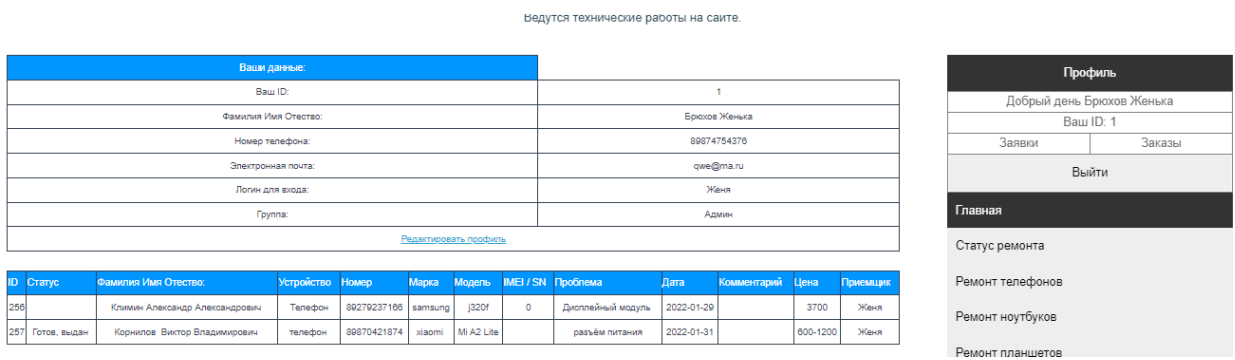 Ведутся технические работы на сайте.
Ваши данные:
Ваш ID: 1
Фамилия Имя Отество: Брюхов Женька
Номер телефона: 89874754376
Электронная почта: qwe@ma.ru
Логин для входа: Женя
Группа: Админ
Редактировать профиль
ID Статус Фамилия Имя Отество: Устройство Номер Марка Модель IMEI / SN Проблема Дата Комментарий Цена Приемщик
256 Климин Александр Александрович Телефон 89279237166 samsung j320f 0 Дисплейный модуль 2022-01-29 3700 Женя
257 Готов, выдан Корнилов Виктор Владимирович телефон 89870421874 xiaomi Mi A2 Lite разъём питания 2022-01-31 600-1200 Женя
Профиль
Добрый день Брюхов Женька
Ваш ID: 1
Заявки Заказы
Выйти
Главная
Статус ремонта
Ремонт телефонов
Ремонт ноутбуков
Ремонт планшетов